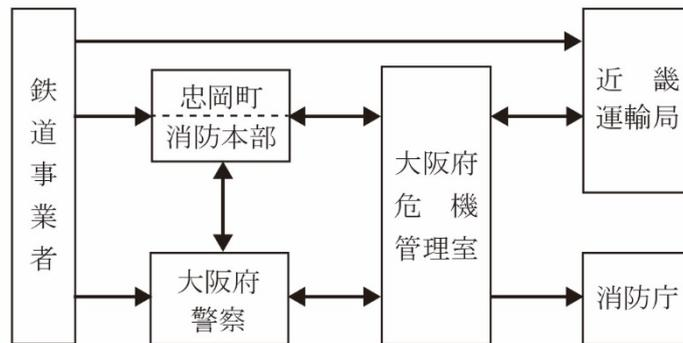 鉄道事業者
忠岡町
消防本部
大阪府
警察
大阪府
危機
管理室
近畿
運輸局
消防庁